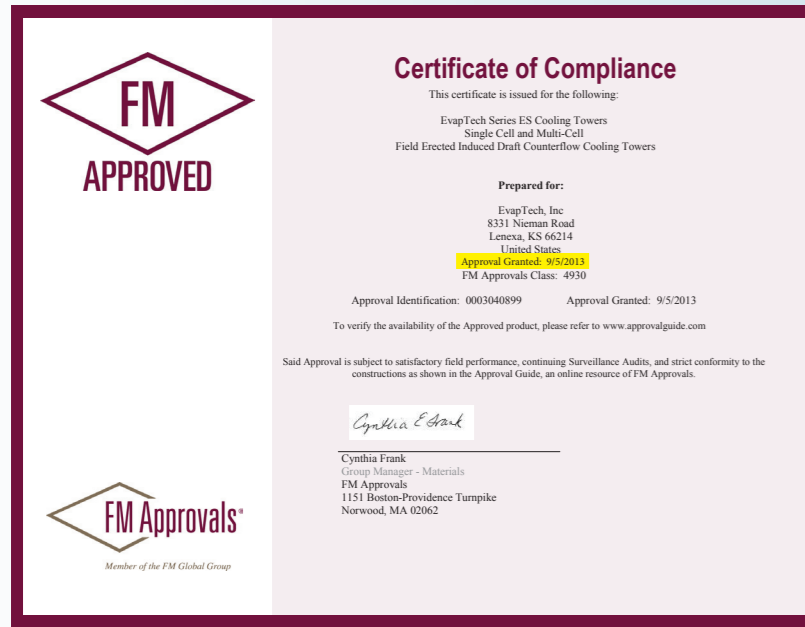 FM
APPROVED
Certificate of Compliance
This certificate is issued for the following:
EvapTech Series ES Cooling Towers
Single Cell and Multi-Cell
Field Erected Induced Draft Counterflow Cooling Towers
Prepared for:
EvapTech, Inc
8331 Nieman Road
Lenexa, KS 66214
United States
Approval Granted: 9/5/2013
FM Approvals Class: 4930
Approval Identification: 0003040899 Approval Granted: 9/5/2013
To verify the availability of the Approved product, please refer to www.approvalguide.com
Said Approval is subject to satisfactory field performance, continuing Surveillance Audits, and strict conformity to the
constructions as shown in the Approval Guide, an online resource of FM Approvals.
Cynthia E Frank
Cynthia Frank
Group Manager - Materials
FM Approvals
1151 Boston-Providence Turnpike
Norwood, MA 02062
FM Approvals®
Member of the FM Global Group